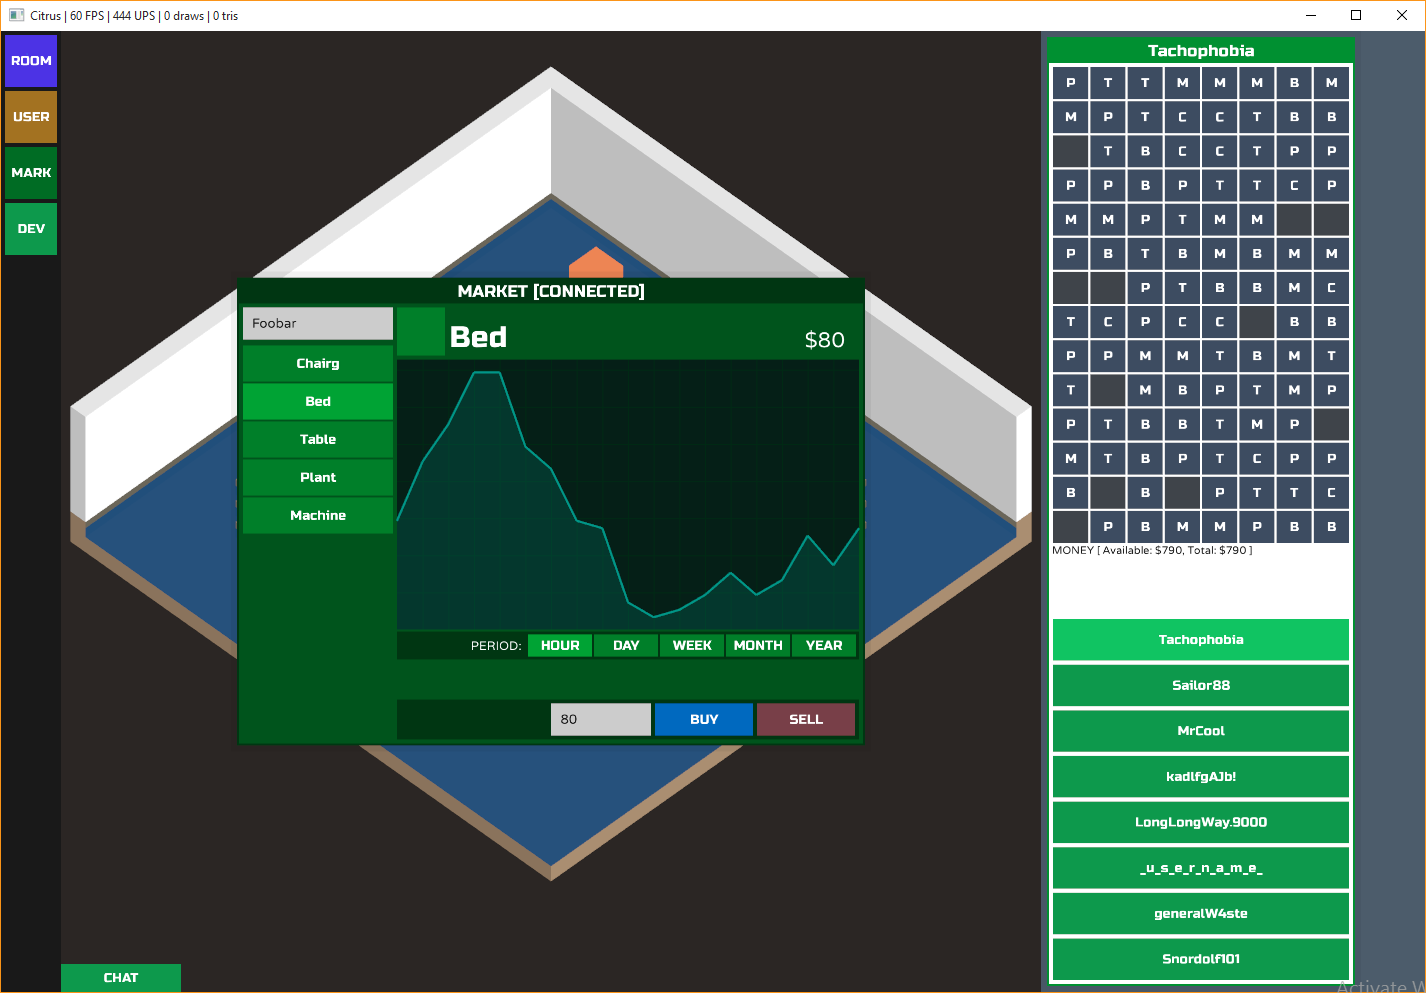 Citrus | 60 FPS | 444 UPS | 0 draws | 0 tris
ROOM
USER
MARK
DEV
MARKET [CONNECTED]
Foobar
Chairg
Bed
Table
Plant
Machine
Bed
$80
PERIOD:
HOUR
DAY
WEEK
MONTH
YEAR
80
BUY
SELL
CHAT
Tachophobia
P T T M M M B M
M P T C C T B B
T B C C T P P
P P B P T T C P
M M P T M M
P B T B M B M M
P T B B M C
T C P C C B B
P P M M T B M T
T M B P T M P
P T B B T M P
M T B P T C P P
B B P T T C
P B M M P B B
MONEY [ Available: $790, Total: $790 ]
Tachophobia
Sailor88
MrCool
kadlfgAJb!
LongLongWay.9000
_u_s_e_r_n_a_m_e_
generalW4ste
Snordolf101
Activate W